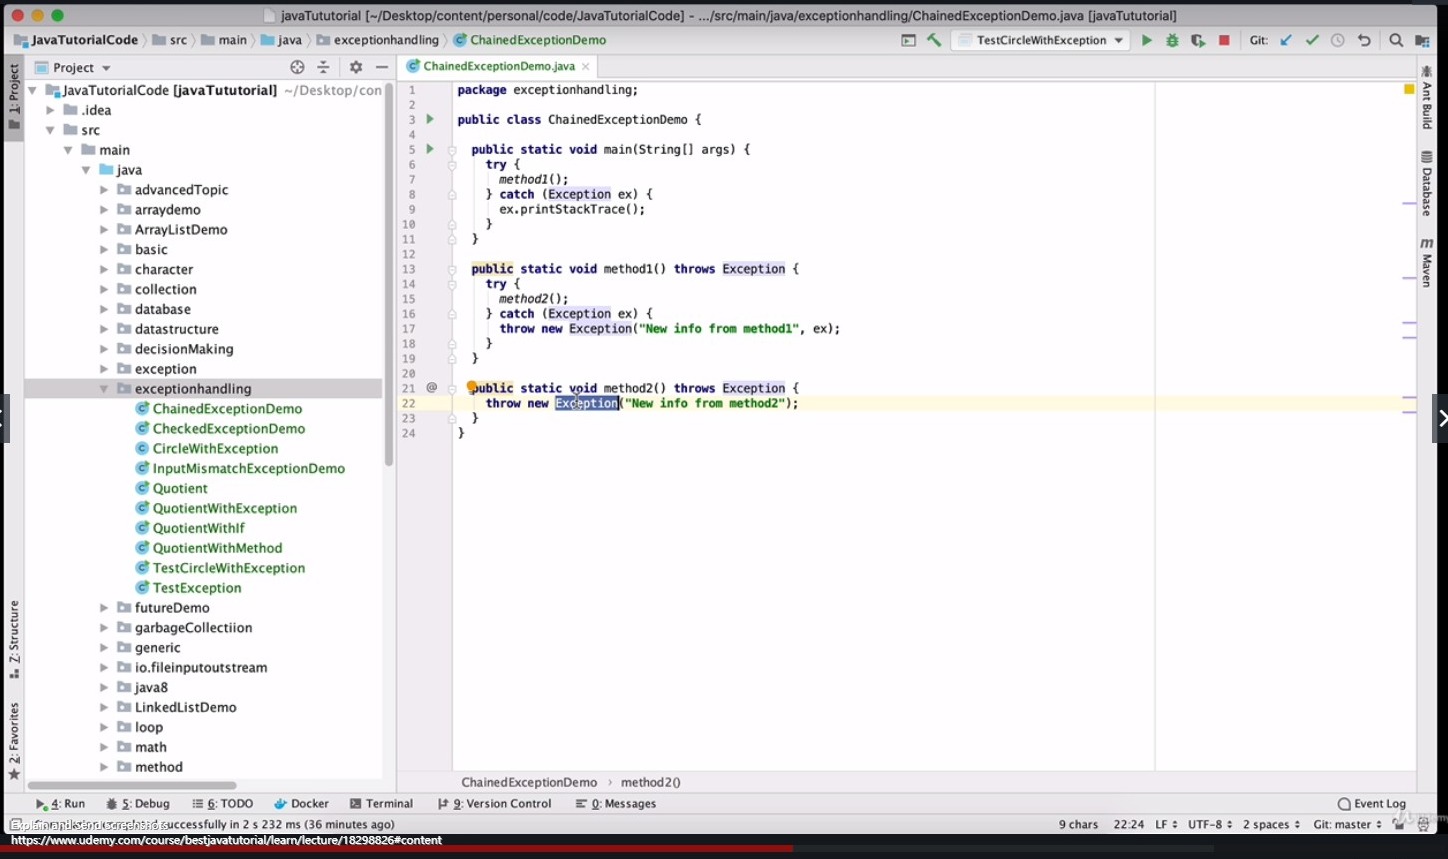 javaTututorial [~/Desktop/content/personal/code/JavaTutorialCode] - .../src/main/java/exceptionhandling/ChainedExceptionDemo.java [javaTututorial]
JavaTutorialCode src main java exceptionhandling ChainedExceptionDemo TestCircleWithException Git:
Project ChainedExceptionDemo.java
1: Project
JavaTutorialCode [javaTututorial] ~/Desktop/con
.idea
src
main
java
advancedTopic
arraydemo
ArrayListDemo
basic
character
collection
database
datastructure
decisionMaking
exception
exceptionhandling
ChainedExceptionDemo
CheckedExceptionDemo
CircleWithException
InputMismatchExceptionDemo
Quotient
QuotientWithException
QuotientWithIf
QuotientWithMethod
TestCircleWithException
TestException
futureDemo
garbageCollectiion
generic
io.fileinputoutstream
java8
LinkedListDemo
loop
math
method
7: Structure
2: Favorites
1 package exceptionhandling;
2
3 public class ChainedExceptionDemo {
4
5 public static void main(String[] args) {
6 try {
7 method1();
8 } catch (Exception ex) {
9 ex.printStackTrace();
10 }
11 }
12
13 public static void method1() throws Exception {
14 try {
15 method2();
16 } catch (Exception ex) {
17 throw new Exception("New info from method1", ex);
18 }
19 }
20
21 @ public static void method2() throws Exception {
22 throw new Exception("New info from method2");
23 }
24 }
Ant Build
Database
m Maven
ChainedExceptionDemo › method2()
4: Run 5: Debug 6: TODO Docker Terminal 9: Version Control 0: Messages Event Log
Explain and Send Screenshots
successfully in 2 s 232 ms (36 minutes ago) 9 chars 22:24 LF UTF-8 2 spaces Git: master
https://www.udemy.com/course/bestjavatutorial/learn/lecture/18298826#content